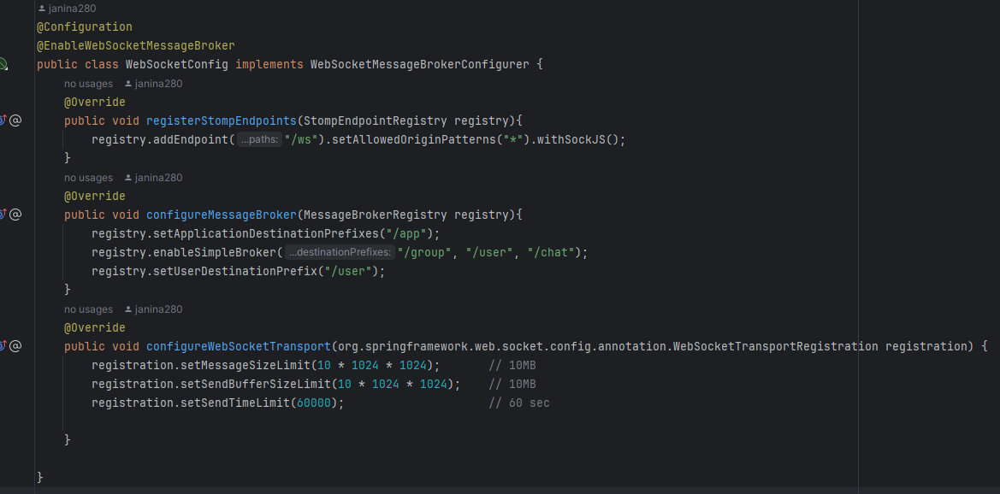 janina280
@Configuration
@EnableWebSocketMessageBroker
public class WebSocketConfig implements WebSocketMessageBrokerConfigurer {
no usages janina280
@Override
public void registerStompEndpoints(StompEndpointRegistry registry){
registry.addEndpoint( ...paths: "/ws").setAllowedOriginPatterns("*").withSockJS();
}
no usages janina280
@Override
public void configureMessageBroker(MessageBrokerRegistry registry){
registry.setApplicationDestinationPrefixes("/app");
registry.enableSimpleBroker( ...destinationPrefixes: "/group", "/user", "/chat");
registry.setUserDestinationPrefix("/user");
}
no usages janina280
@Override
public void configureWebSocketTransport(org.springframework.web.socket.config.annotation.WebSocketTransportRegistration registration) {
registration.setMessageSizeLimit(10 * 1024 * 1024); // 10MB
registration.setSendBufferSizeLimit(10 * 1024 * 1024); // 10MB
registration.setSendTimeLimit(60000); // 60 sec
}
}